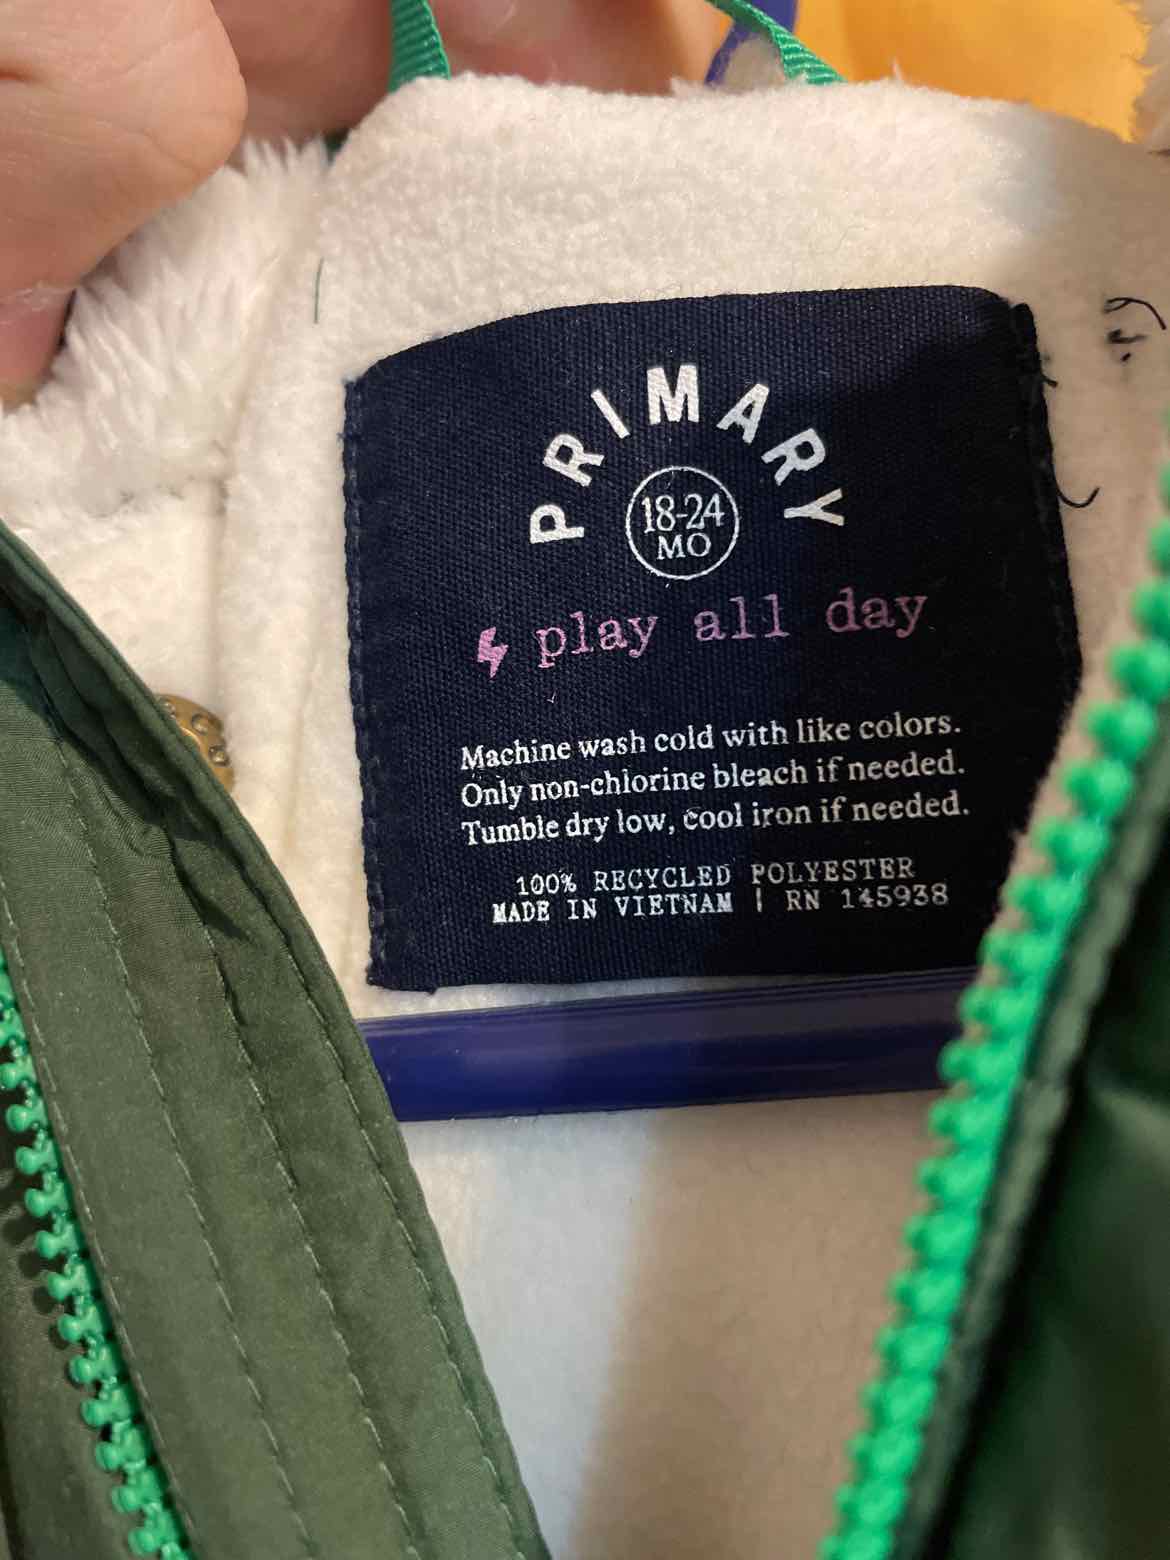 PRIMARY
18-24
MO
play all day
Machine wash cold with like colors.
Only non-chlorine bleach if needed.
Tumble dry low, cool iron if needed.
100% RECYCLED POLYESTER
MADE IN VIETNAM | RN 145938